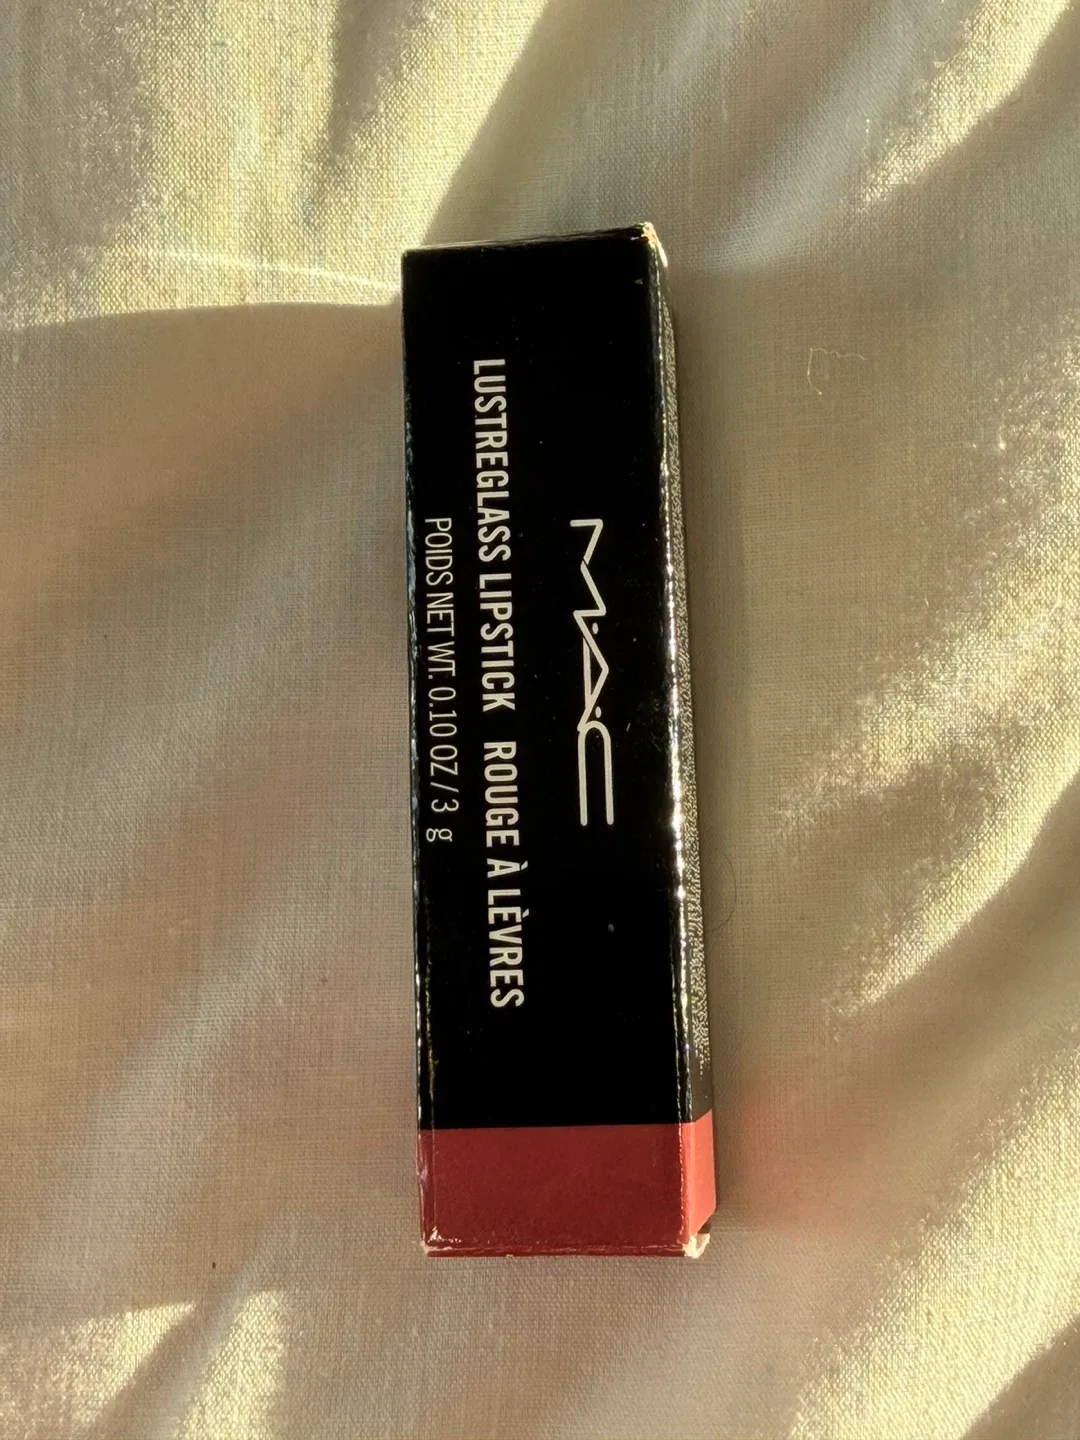 M·A·C
LUSTREGLASS LIPSTICK ROUGE À LÈVRES
POIDS NET WT. 0.10 OZ / 3 g